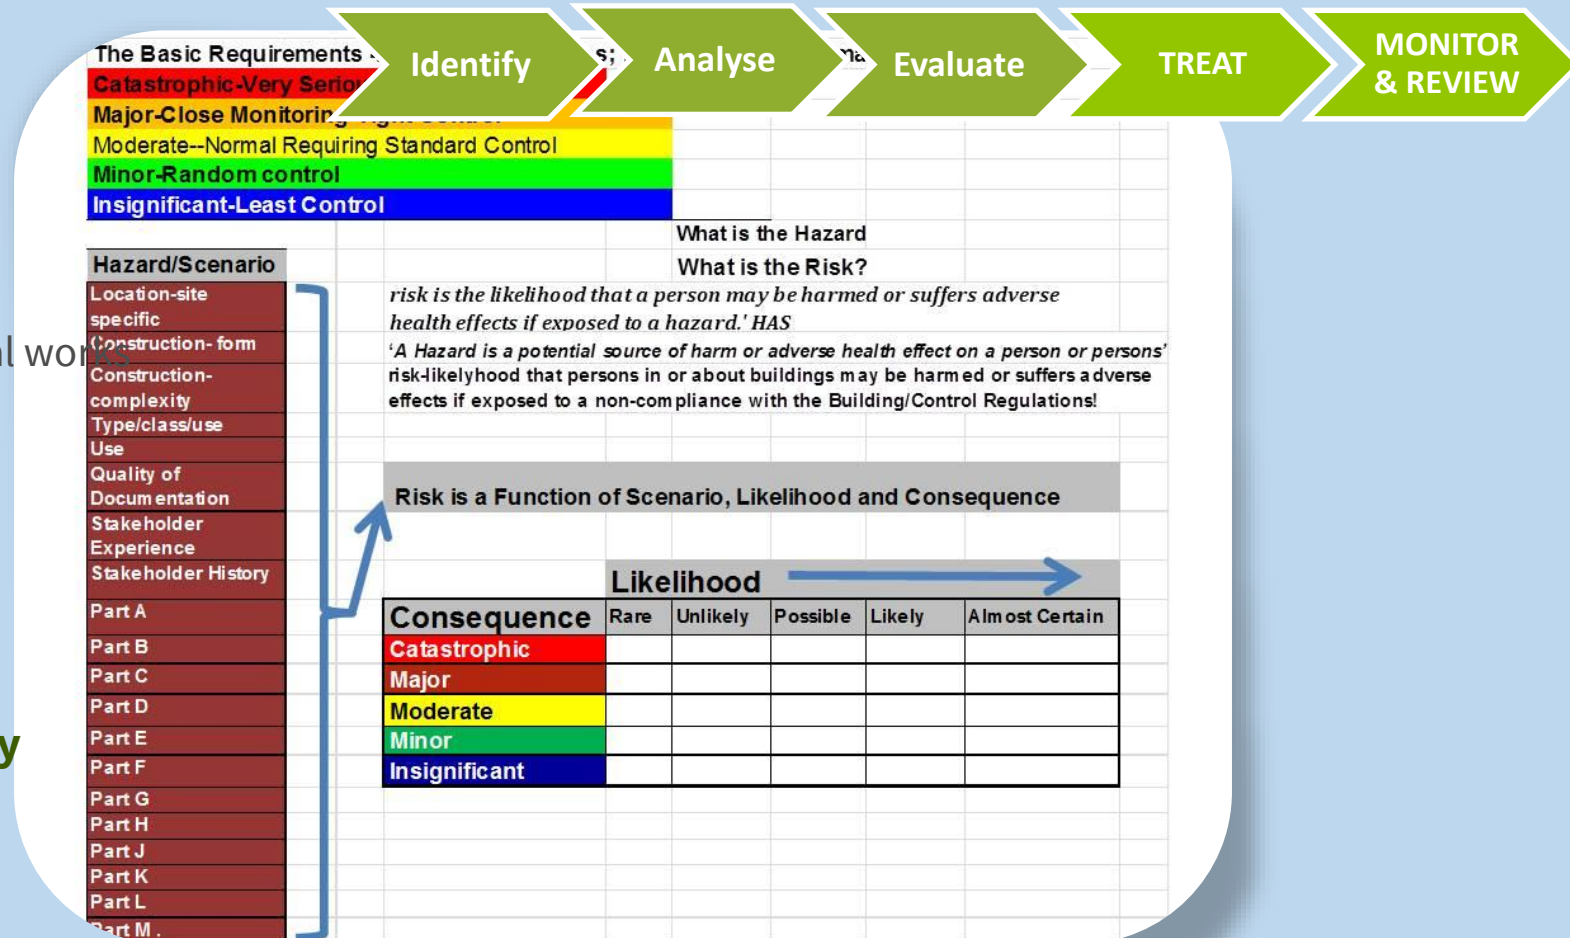 Identify
Analyse
Evaluate
TREAT
MONITOR
& REVIEW
The Basic Requirements
Catastrophic-Very
Major-Close Monitoring
Moderate--Normal Requiring Standard Control
Minor-Random control
Insignificant-Least Control
What is the Hazard
What is the Risk?
risk is the likelihood that a person may be harmed or suffers adverse
health effects if exposed to a hazard.' HAS
'A Hazard is a potential source of harm or adverse health effect on a person or persons'
risk-likelyhood that persons in or about buildings may be harmed or suffers adverse
effects if exposed to a non-compliance with the Building/Control Regulations!
Hazard/Scenario
Location-site
specific
Construction- form
Construction-
complexity
Type/class/use
Use
Quality of
Documentation
Stakeholder
Experience
Stakeholder History
Part A
Part B
Part C
Part D
Part E
Part F
Part G
Part H
Part J
Part K
Part L
Part M .
works
y
Risk is a Function of Scenario, Likelihood and Consequence
Likelihood
Consequence Rare Unlikely Possible Likely Almost Certain
Catastrophic
Major
Moderate
Minor
Insignificant